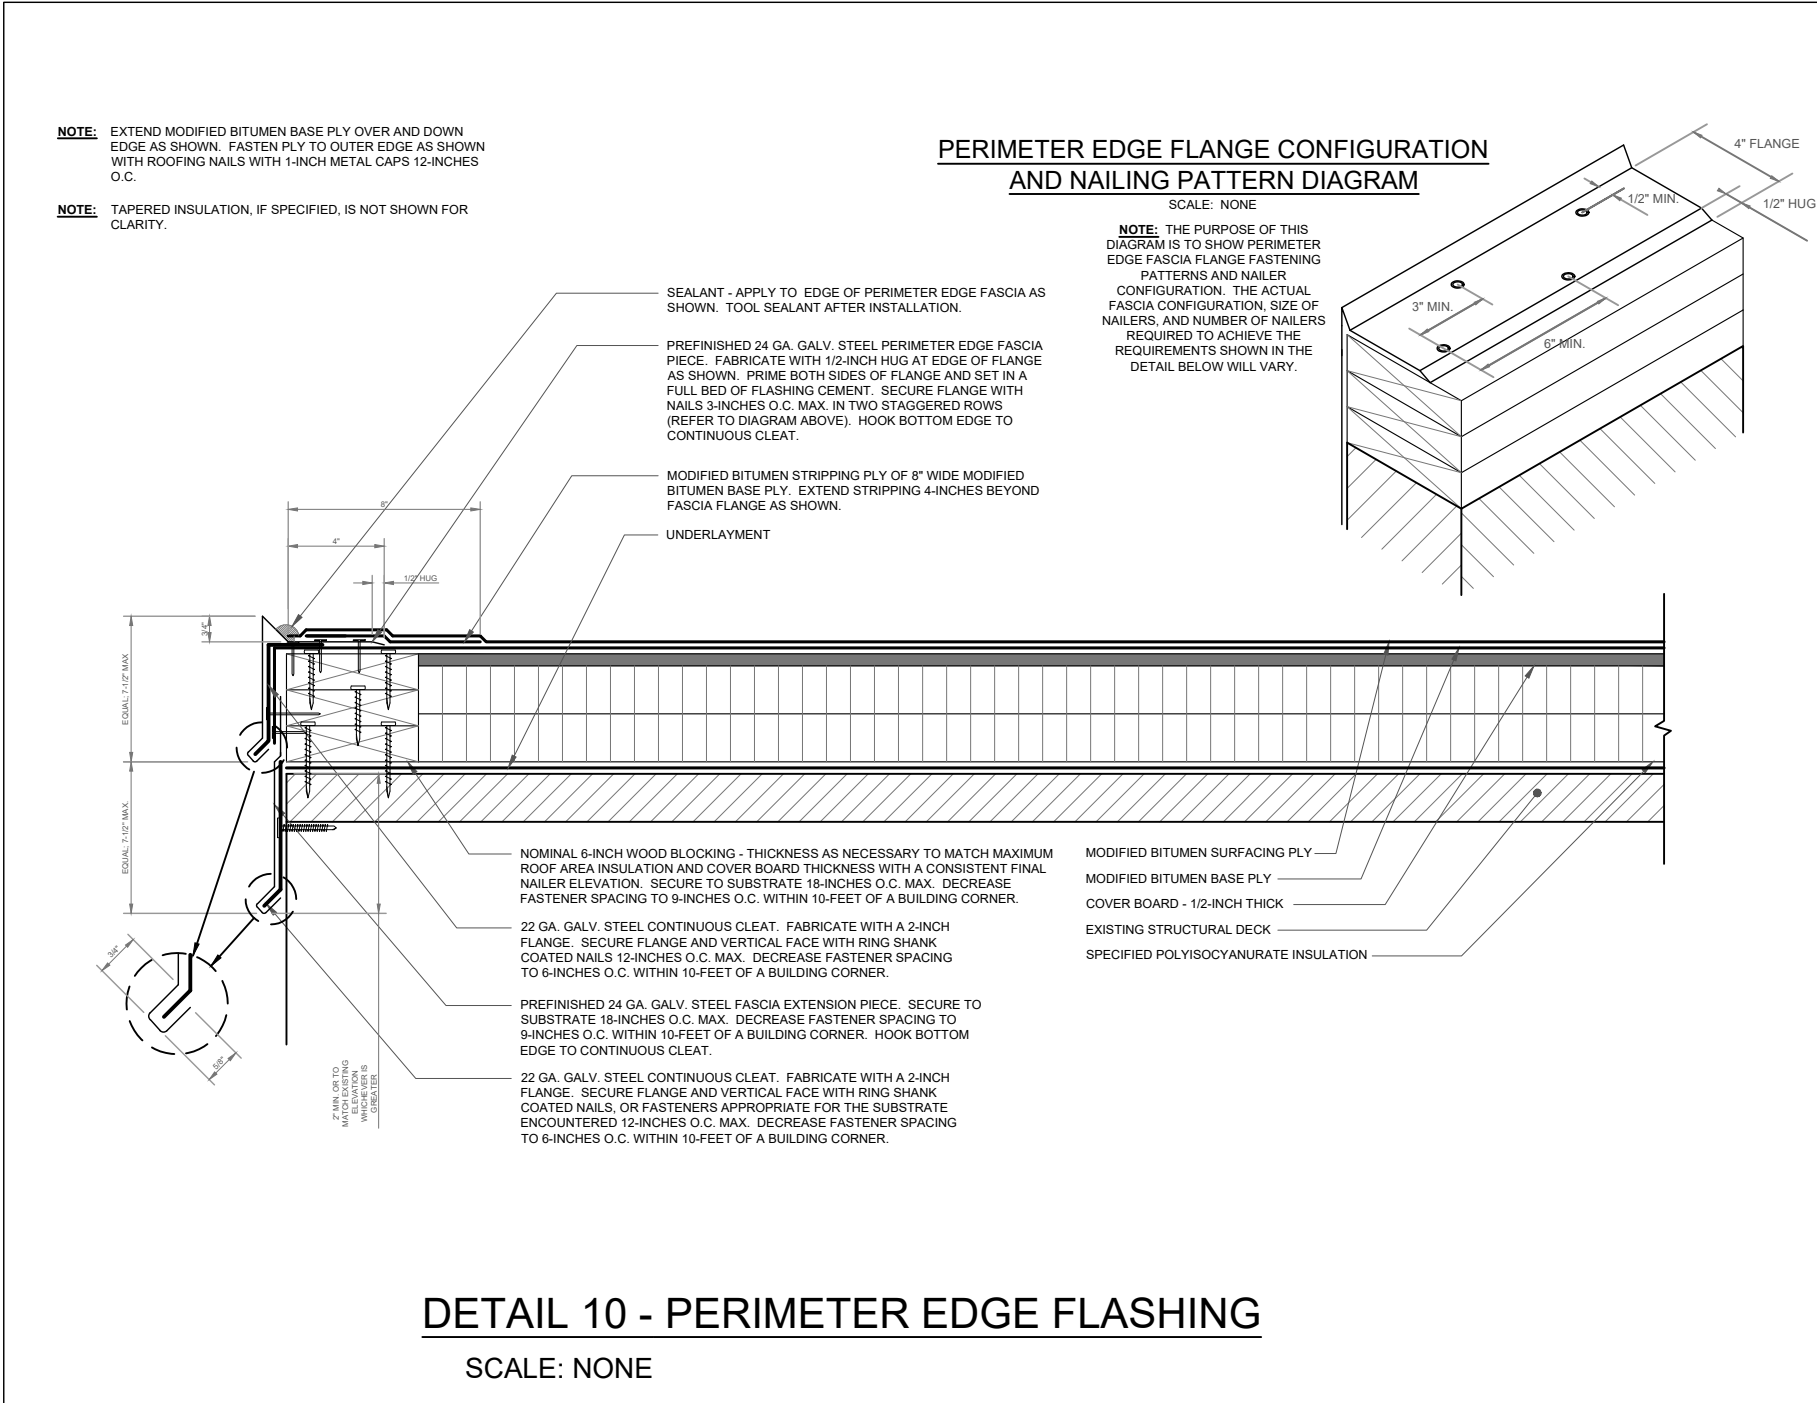 NOTE: EXTEND MODIFIED BITUMEN BASE PLY OVER AND DOWN
EDGE AS SHOWN. FASTEN PLY TO OUTER EDGE AS SHOWN
WITH ROOFING NAILS WITH 1-INCH METAL CAPS 12-INCHES
O.C.
NOTE: TAPERED INSULATION, IF SPECIFIED, IS NOT SHOWN FOR
CLARITY.
PERIMETER EDGE FLANGE CONFIGURATION
AND NAILING PATTERN DIAGRAM
SCALE: NONE
NOTE: THE PURPOSE OF THIS
DIAGRAM IS TO SHOW PERIMETER
EDGE FASCIA FLANGE FASTENING
PATTERNS AND NAILER
CONFIGURATION. THE ACTUAL
FASCIA CONFIGURATION, SIZE OF
NAILERS, AND NUMBER OF NAILERS
REQUIRED TO ACHIEVE THE
REQUIREMENTS SHOWN IN THE
DETAIL BELOW WILL VARY.
4" FLANGE
1/2" MIN.
1/2" HUG
3" MIN.
6" MIN.
SEALANT - APPLY TO EDGE OF PERIMETER EDGE FASCIA AS
SHOWN. TOOL SEALANT AFTER INSTALLATION.
PREFINISHED 24 GA. GALV. STEEL PERIMETER EDGE FASCIA
PIECE. FABRICATE WITH 1/2-INCH HUG AT EDGE OF FLANGE
AS SHOWN. PRIME BOTH SIDES OF FLANGE AND SET IN A
FULL BED OF FLASHING CEMENT. SECURE FLANGE WITH
NAILS 3-INCHES O.C. MAX. IN TWO STAGGERED ROWS
(REFER TO DIAGRAM ABOVE). HOOK BOTTOM EDGE TO
CONTINUOUS CLEAT.
MODIFIED BITUMEN STRIPPING PLY OF 8" WIDE MODIFIED
BITUMEN BASE PLY. EXTEND STRIPPING 4-INCHES BEYOND
FASCIA FLANGE AS SHOWN.
UNDERLAYMENT
8"
4"
1/2" HUG
3/4"
EQUAL; 7-1/2" MAX
EQUAL; 7-1/2" MAX.
3/4"
5/8"
2" MIN. OR TO
MATCH EXISTING
ELEVATION
WHICHEVER IS
GREATER
NOMINAL 6-INCH WOOD BLOCKING - THICKNESS AS NECESSARY TO MATCH MAXIMUM
ROOF AREA INSULATION AND COVER BOARD THICKNESS WITH A CONSISTENT FINAL
NAILER ELEVATION. SECURE TO SUBSTRATE 18-INCHES O.C. MAX. DECREASE
FASTENER SPACING TO 9-INCHES O.C. WITHIN 10-FEET OF A BUILDING CORNER.
22 GA. GALV. STEEL CONTINUOUS CLEAT. FABRICATE WITH A 2-INCH
FLANGE. SECURE FLANGE AND VERTICAL FACE WITH RING SHANK
COATED NAILS 12-INCHES O.C. MAX. DECREASE FASTENER SPACING
TO 6-INCHES O.C. WITHIN 10-FEET OF A BUILDING CORNER.
PREFINISHED 24 GA. GALV. STEEL FASCIA EXTENSION PIECE. SECURE TO
SUBSTRATE 18-INCHES O.C. MAX. DECREASE FASTENER SPACING TO
9-INCHES O.C. WITHIN 10-FEET OF A BUILDING CORNER. HOOK BOTTOM
EDGE TO CONTINUOUS CLEAT.
22 GA. GALV. STEEL CONTINUOUS CLEAT. FABRICATE WITH A 2-INCH
FLANGE. SECURE FLANGE AND VERTICAL FACE WITH RING SHANK
COATED NAILS, OR FASTENERS APPROPRIATE FOR THE SUBSTRATE
ENCOUNTERED 12-INCHES O.C. MAX. DECREASE FASTENER SPACING
TO 6-INCHES O.C. WITHIN 10-FEET OF A BUILDING CORNER.
MODIFIED BITUMEN SURFACING PLY
MODIFIED BITUMEN BASE PLY
COVER BOARD - 1/2-INCH THICK
EXISTING STRUCTURAL DECK
SPECIFIED POLYISOCYANURATE INSULATION
DETAIL 10 - PERIMETER EDGE FLASHING
SCALE: NONE